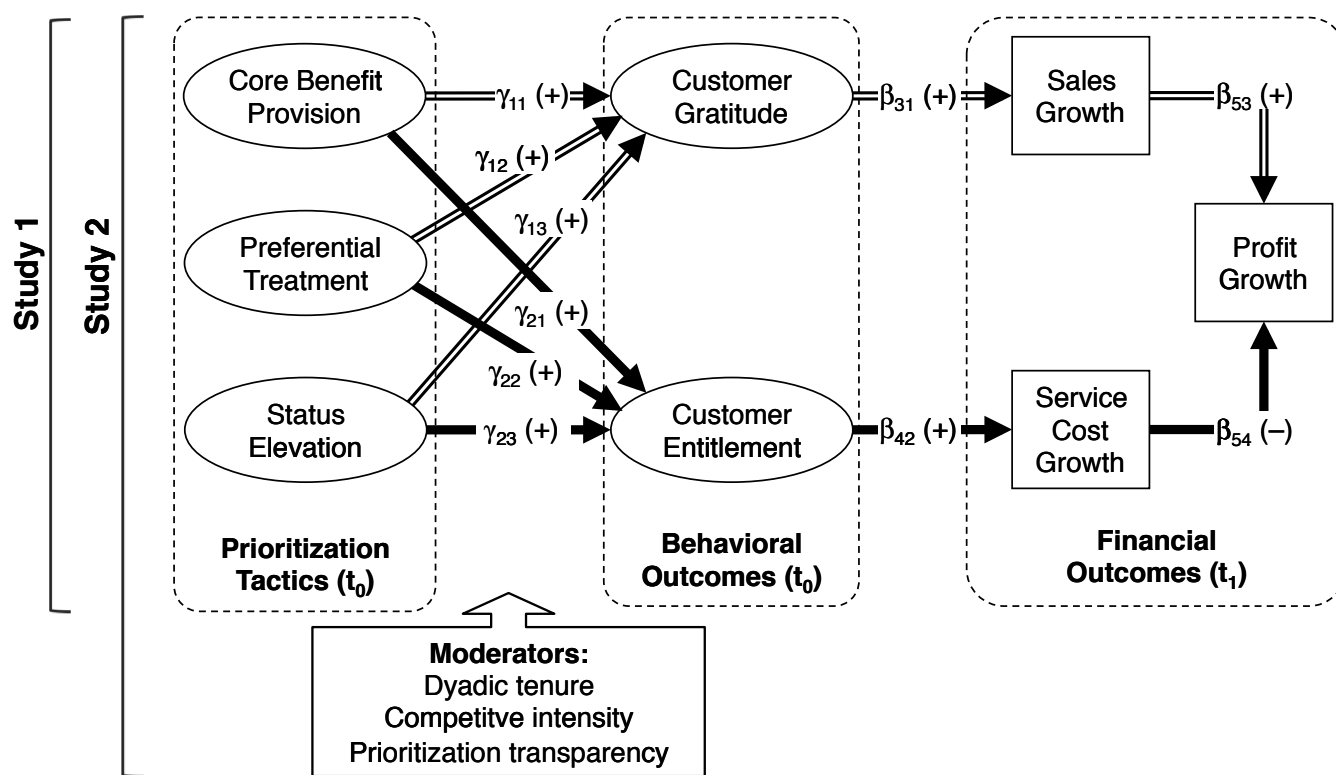 Study 1
Study 2
Core Benefit
Provision
Preferential
Treatment
Status
Elevation
Prioritization
Tactics (t₀)
γ₁₁ (+)
γ₁₂ (+)
γ₁₃ (+)
γ₂₁ (+)
γ₂₂ (+)
γ₂₃ (+)
Customer
Gratitude
Customer
Entitlement
Behavioral
Outcomes (t₀)
β₃₁ (+)
β₄₂ (+)
Sales
Growth
Service
Cost
Growth
β₅₃ (+)
Profit
Growth
β₅₄ (–)
Financial
Outcomes (t₁)
Moderators:
Dyadic tenure
Competitve intensity
Prioritization transparency